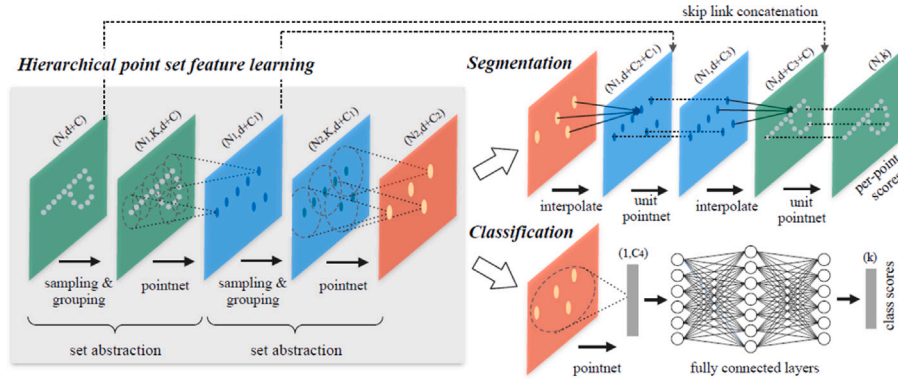 skip link concatenation
Hierarchical point set feature learning
Segmentation
(N,d+C)
(N1,K,d+C)
(N1,d+C1)
(N2,K,d+C1)
(N2,d+C2)
(N1,d+C2+C1)
(N1,d+C3)
(N,d+C3+C)
(N,k)
per-point
scores
interpolate
unit
pointnet
interpolate
unit
pointnet
sampling &
grouping
pointnet
sampling &
grouping
pointnet
set abstraction
set abstraction
Classification
(1,C4)
(k)
class scores
pointnet
fully connected layers